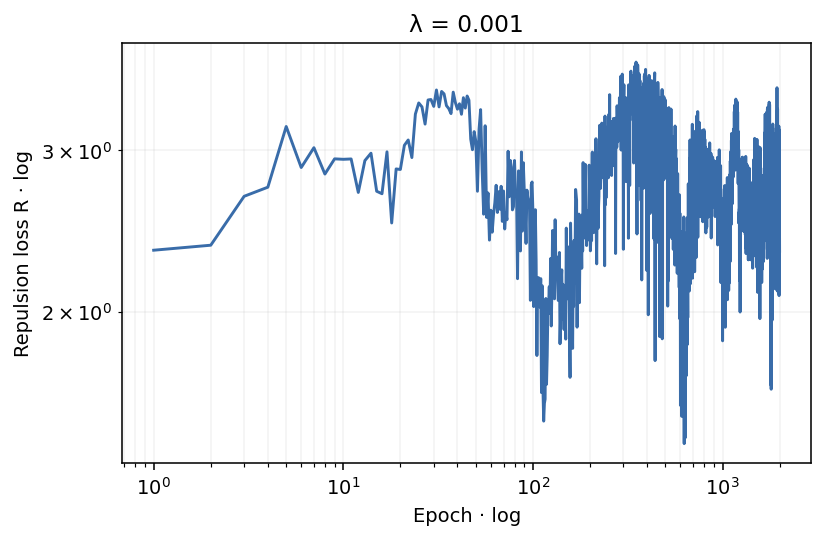 λ = 0.001
Repulsion loss R · log
3 × 10⁰
2 × 10⁰
10⁰ 10¹ 10² 10³
Epoch · log